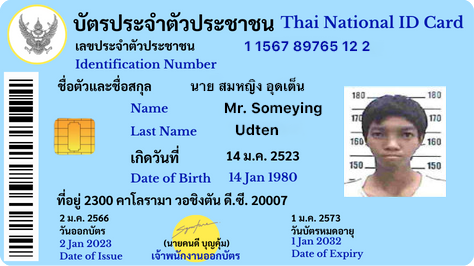 บัตรประจำตัวประชาชน Thai National ID Card
เลขประจำตัวประชาชน 1 1567 89765 12 2
Identification Number
ชื่อตัวและชื่อสกุล นาย สมหญิง อุดเต็น
Name Mr. Someying
Last Name Udten
เกิดวันที่ 14 ม.ค. 2523
Date of Birth 14 Jan 1980
ที่อยู่ 2300 คาโลรามา วอชิงตัน ดี.ซี. 20007
2 ม.ค. 2566
วันออกบัตร
2 Jan 2023
Date of Issue
(นายคนดี บุญคุ้ม)
เจ้าพนักงานออกบัตร
1 ม.ค. 2573
วันบัตรหมดอายุ
1 Jan 2032
Date of Expiry
180 180
170 170
160 160
150 150